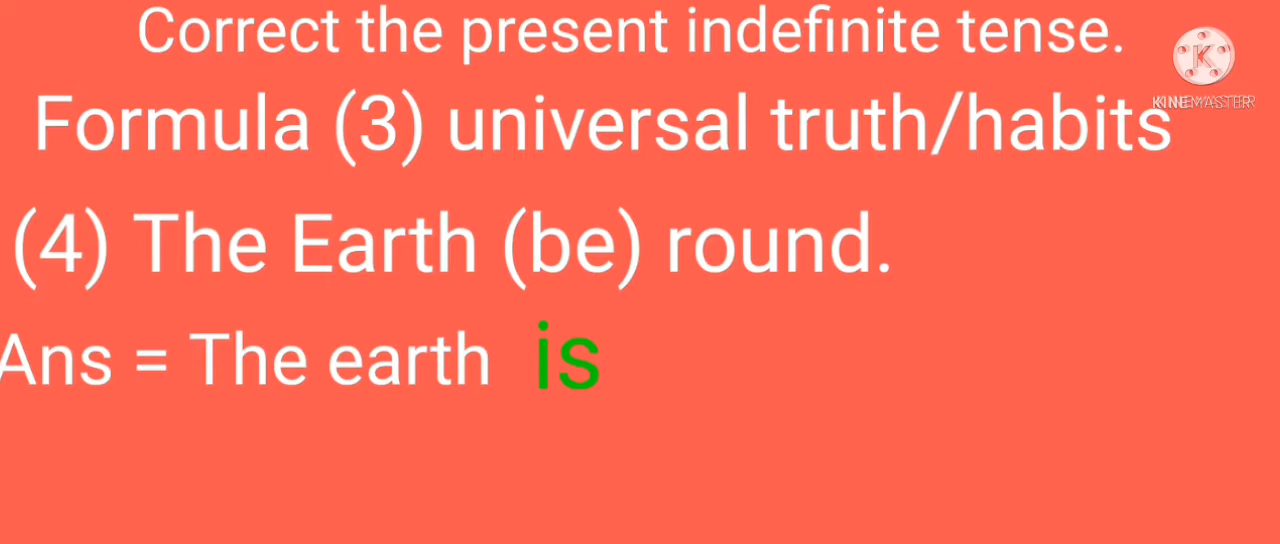 Correct the present indefinite tense.
KINEMASTER
Formula (3) universal truth/habits
(4) The Earth (be) round.
Ans = The earth is